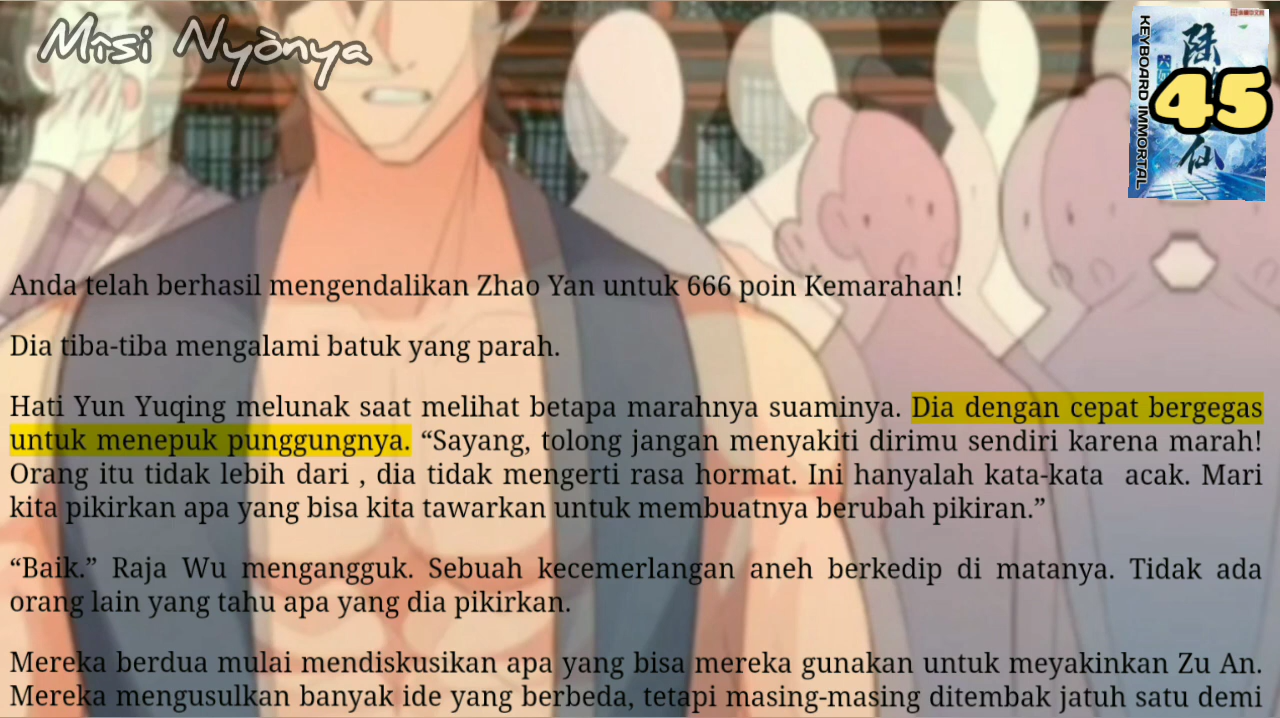 Mîsi Nyònya
KEYBOARD IMMORTAL
陆
仙
45
Anda telah berhasil mengendalikan Zhao Yan untuk 666 poin Kemarahan!
Dia tiba-tiba mengalami batuk yang parah.
Hati Yun Yuqing melunak saat melihat betapa marahnya suaminya. Dia dengan cepat bergegas
untuk menepuk punggungnya. “Sayang, tolong jangan menyakiti dirimu sendiri karena marah!
Orang itu tidak lebih dari , dia tidak mengerti rasa hormat. Ini hanyalah kata-kata acak. Mari
kita pikirkan apa yang bisa kita tawarkan untuk membuatnya berubah pikiran.”
“Baik.” Raja Wu mengangguk. Sebuah kecemerlangan aneh berkedip di matanya. Tidak ada
orang lain yang tahu apa yang dia pikirkan.
Mereka berdua mulai mendiskusikan apa yang bisa mereka gunakan untuk meyakinkan Zu An.
Mereka mengusulkan banyak ide yang berbeda, tetapi masing-masing ditembak jatuh satu demi